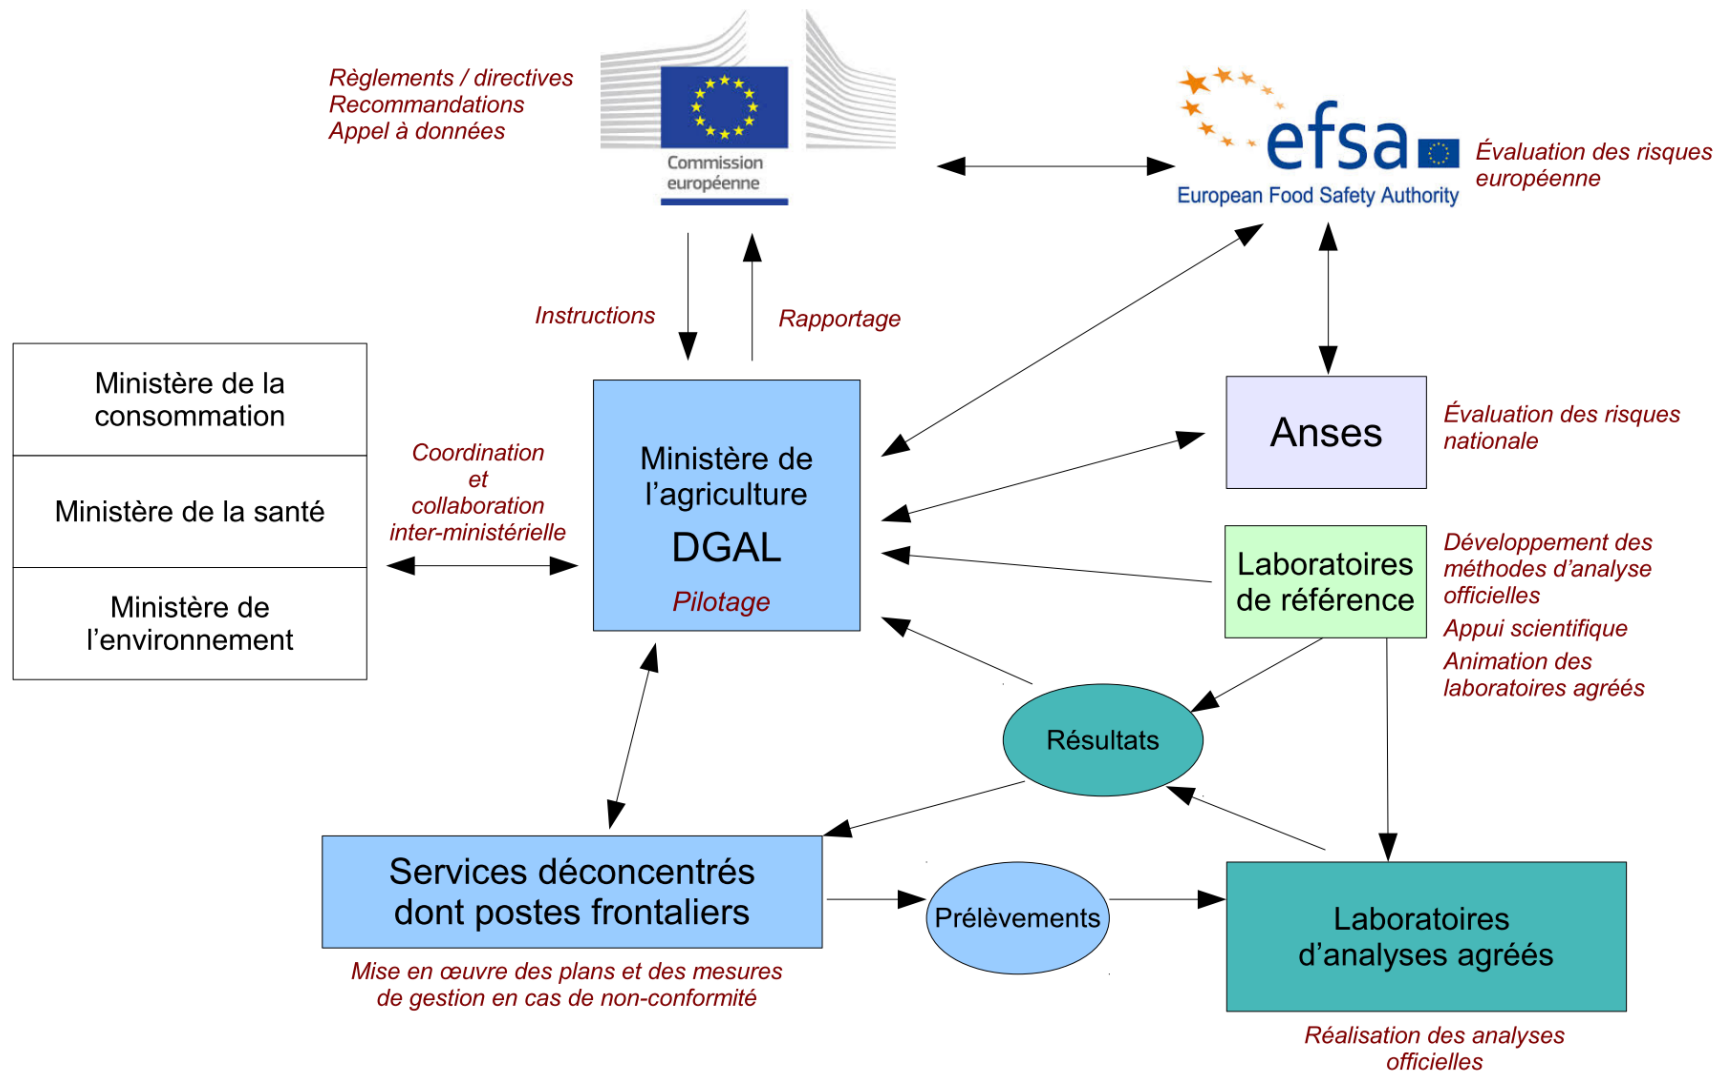 Règlements / directives
Recommandations
Appel à données
Commission
européenne
efsa
European Food Safety Authority
Évaluation des risques
européenne
Instructions
Rapportage
Ministère de la
consommation
Ministère de la santé
Ministère de
l’environnement
Coordination
et
collaboration
inter-ministérielle
Ministère de
l’agriculture
DGAL
Pilotage
Anses
Évaluation des risques
nationale
Laboratoires
de référence
Développement des
méthodes d’analyse
officielles
Appui scientifique
Animation des
laboratoires agréés
Résultats
Services déconcentrés
dont postes frontaliers
Mise en œuvre des plans et des mesures
de gestion en cas de non-conformité
Prélèvements
Laboratoires
d’analyses agréés
Réalisation des analyses
officielles